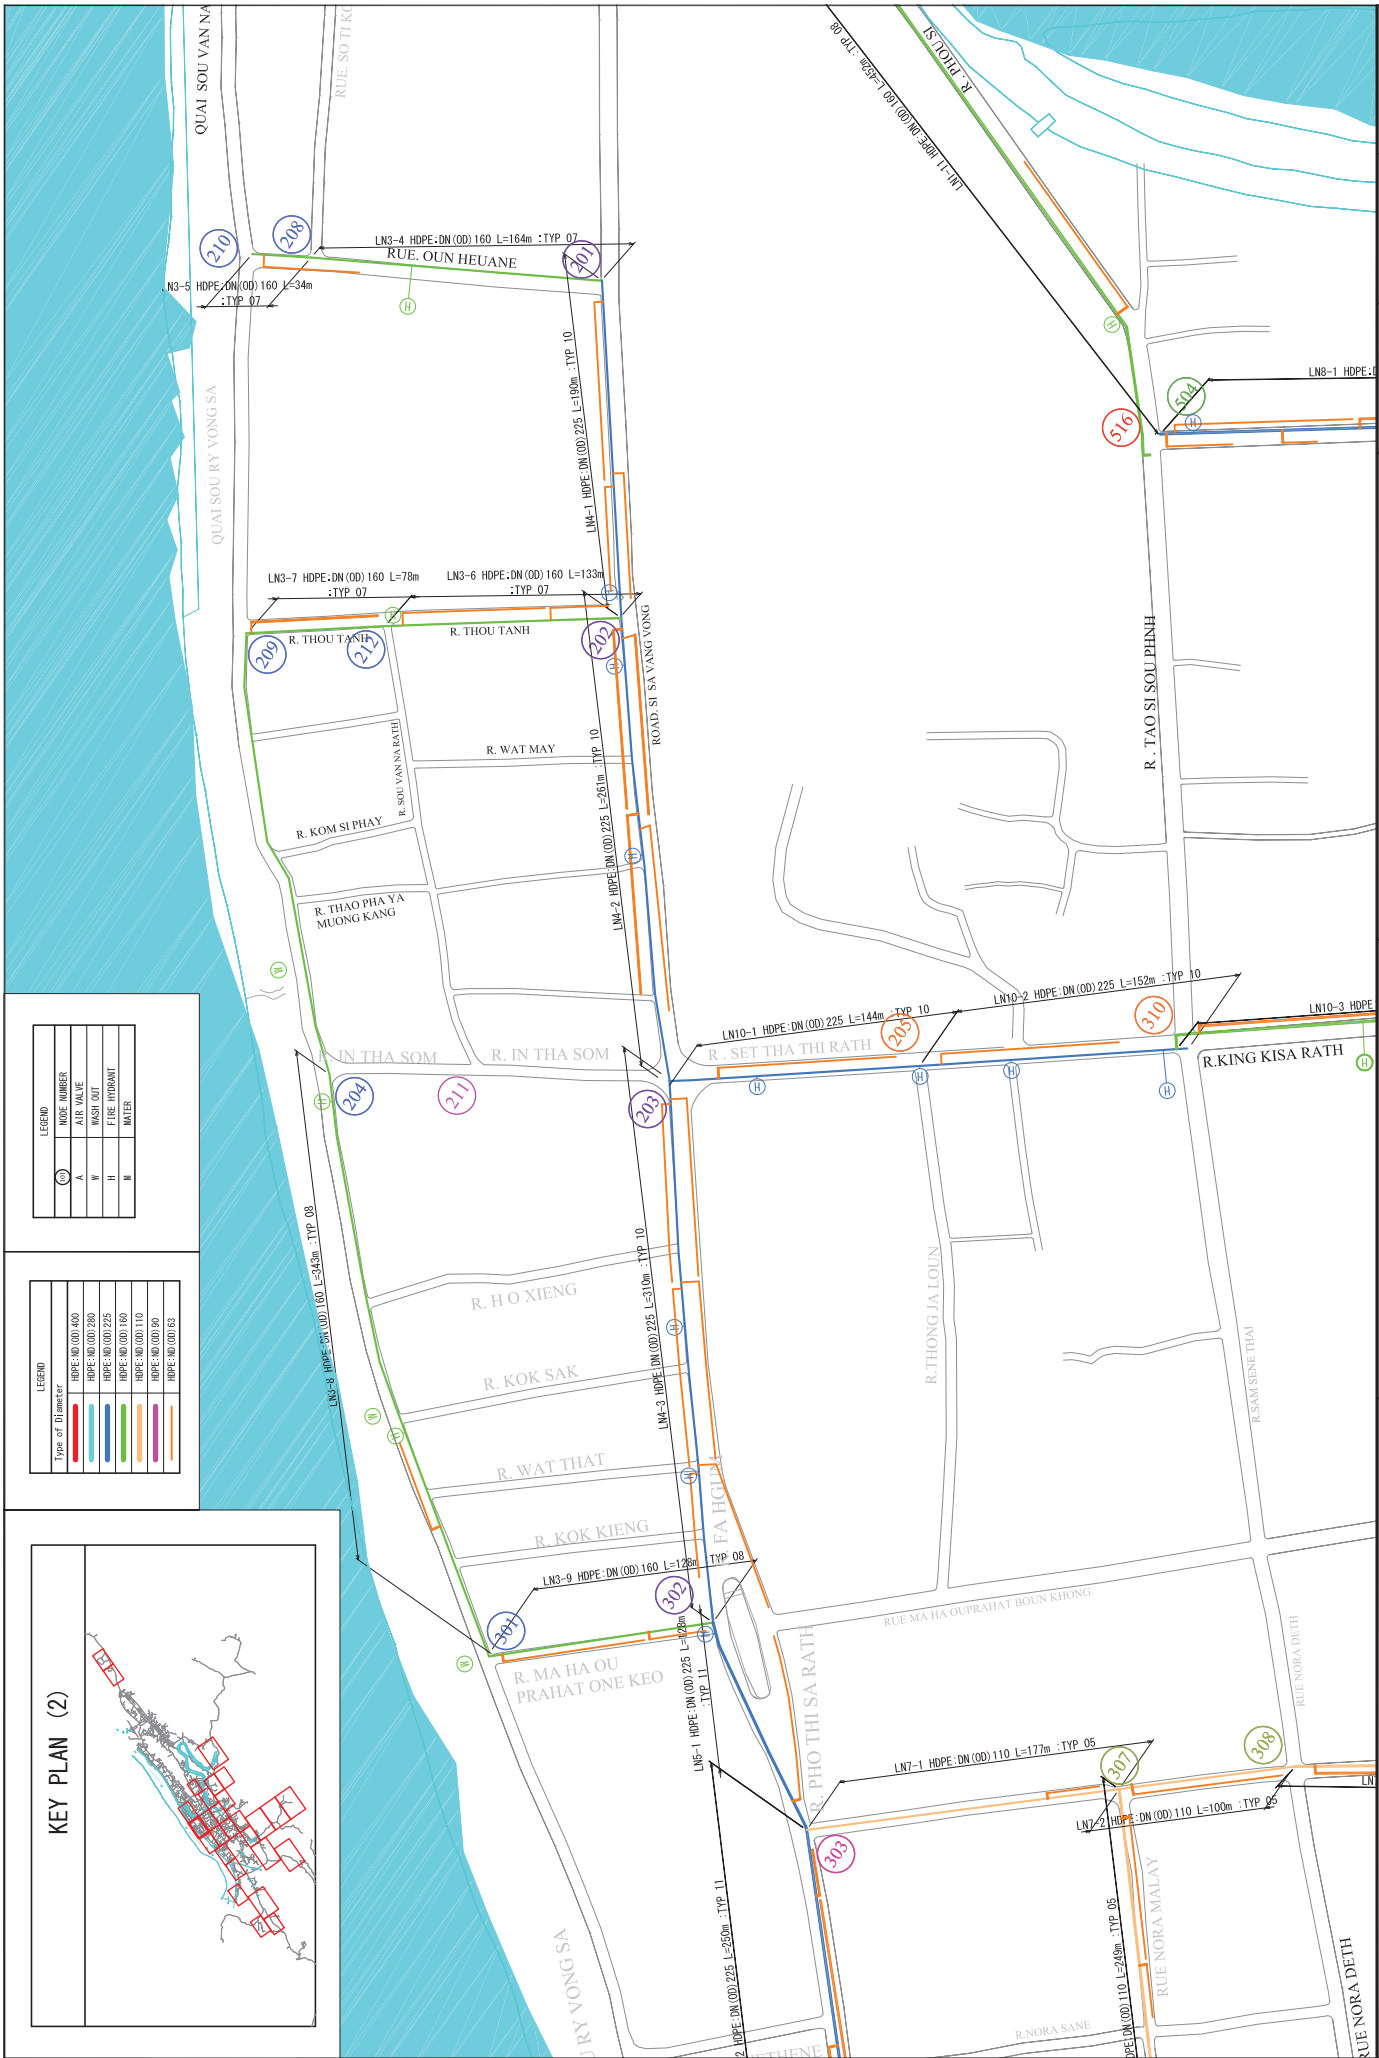 QUAI SOU VAN NA
RUE. SO TI KO
R. PHOU SI
LN1-11 HDPE:DN(OD)160 L=452m :TYP 08
210
208
201
LN3-4 HDPE:DN(OD)160 L=164m :TYP 07
RUE. OUN HEUANE
LN3-5 HDPE:DN(OD)160 L=34m
:TYP 07
H
H
LN4-1 HDPE:DN(OD)225 L=190m :TYP 10
QUAI SOU RY VONG SA
504
516
H
LN8-1 HDPE:D
LN3-7 HDPE:DN(OD)160 L=78m
:TYP 07
LN3-6 HDPE:DN(OD)160 L=133m
:TYP 07
H
H
R. THOU TANH
R. THOU TANH
209
212
202
H
ROAD. SI SA VANG VONG
R . TAO SI SOU PHNH
R. SOU VAN NA RATH
R. WAT MAY
LN4-2 HDPE:DN(OD)225 L=261m :TYP 10
R. KOM SI PHAY
H
R. THAO PHA YA
MUONG KANG
W
LN10-1 HDPE:DN(OD)225 L=144m :TYP 10
LN10-2 HDPE:DN(OD)225 L=152m :TYP 10
LN10-3 HDPE
205
310
R. IN THA SOM
R. IN THA SOM
R . SET THA THI RATH
R.KING KISA RATH
H
H
H
H
H
H
204
211
203
LEGEND
101 NODE NUMBER
A AIR VALVE
W WASH OUT
H FIRE HYDRANT
M MATER
LN3-8 HDPE:DN(OD)160 L=343m :TYP 08
LN4-3 HDPE:DN(OD)225 L=310m :TYP 10
R. H O XIENG
H
R. KOK SAK
R.THONG JA LOUN
R.SAM SENE THAI
LEGEND
Type of Diameter
HDPE:ND(OD)400
HDPE:ND(OD)280
HDPE:ND(OD)225
HDPE:ND(OD)160
HDPE:ND(OD)110
HDPE:ND(OD)90
HDPE:ND(OD)63
W
H
R. WAT THAT
H
FA HGUM
R. KOK KIENG
LN3-9 HDPE:DN(OD)160 L=128m :TYP 08
301
302
H
W
R. MA HA OU
PRAHAT ONE KEO
RUE MA HA OUPRAHAT BOUN KHONG
RUE NORA DETH
LN5-1 HDPE:DN(OD)225 L=128m
:TYP 11
R. PHO THI SA RATH
KEY PLAN (2)
LN7-1 HDPE:DN(OD)110 L=177m :TYP 05
307
308
LN7-2 HDPE:DN(OD)110 L=100m :TYP 05
LN7
303
2 HDPE:DN(OD)225 L=250m :TYP 11
DPE:DN(OD)110 L=249m :TYP 05
RUE NORA MALAY
RY VONG SA
R.NORA SANE
RUE NORA DETH
THENE